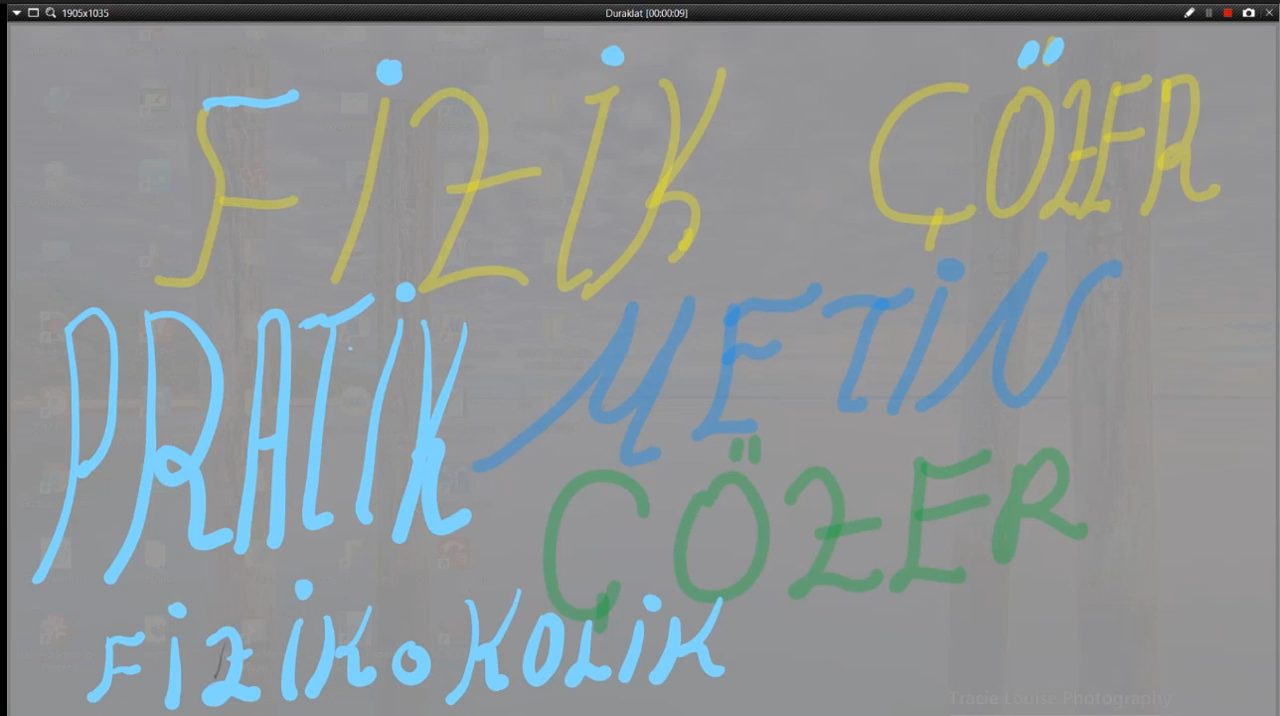 1905x1035 Duraklat [00:00:09]
FİZİK ÇÖZER
PRATİK METİN
ÇÖZER
FİZİKOKOLİK
Tracie Louise Photography